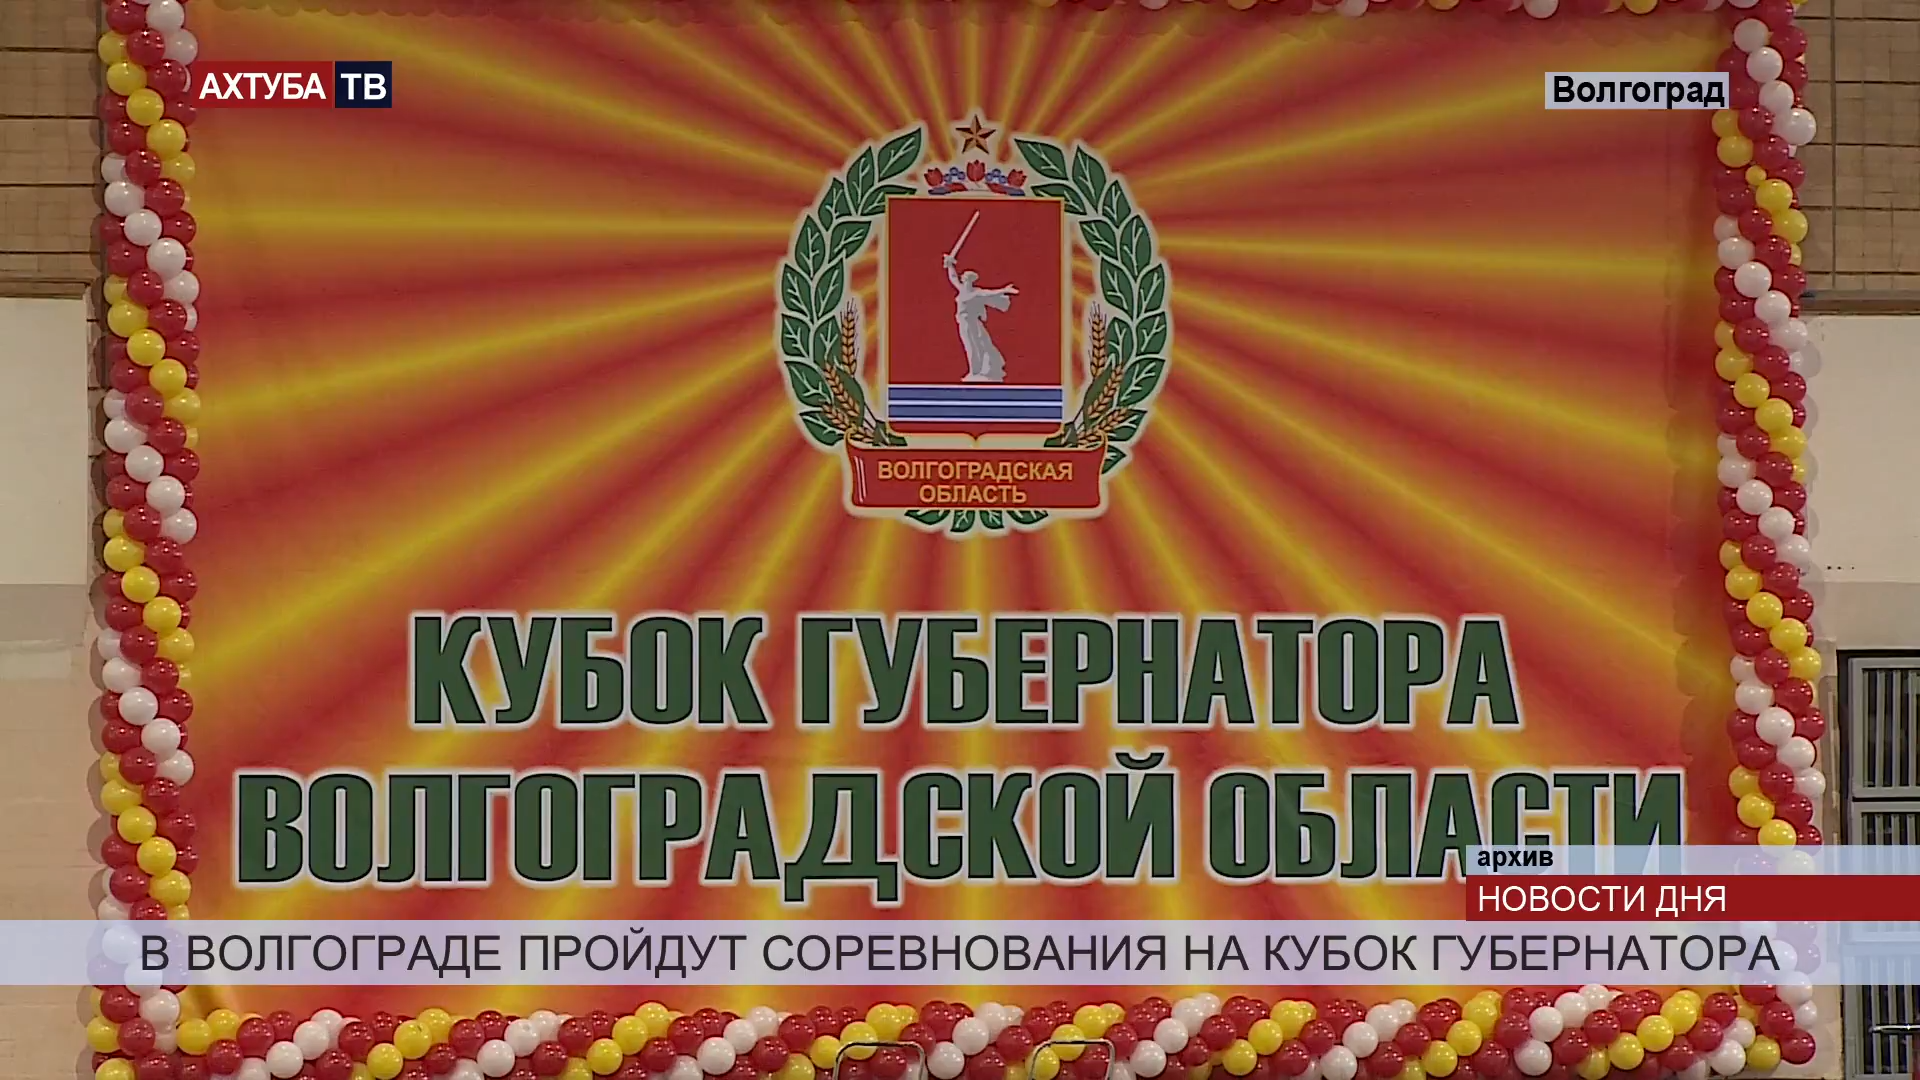 АХТУБА ТВ
Волгоград
ВОЛГОГРАДСКАЯ
ОБЛАСТЬ
КУБОК ГУБЕРНАТОРА
ВОЛГОГРАДСКОЙ ОБЛАСТИ
архив
НОВОСТИ ДНЯ
В ВОЛГОГРАДЕ ПРОЙДУТ СОРЕВНОВАНИЯ НА КУБОК ГУБЕРНАТОРА